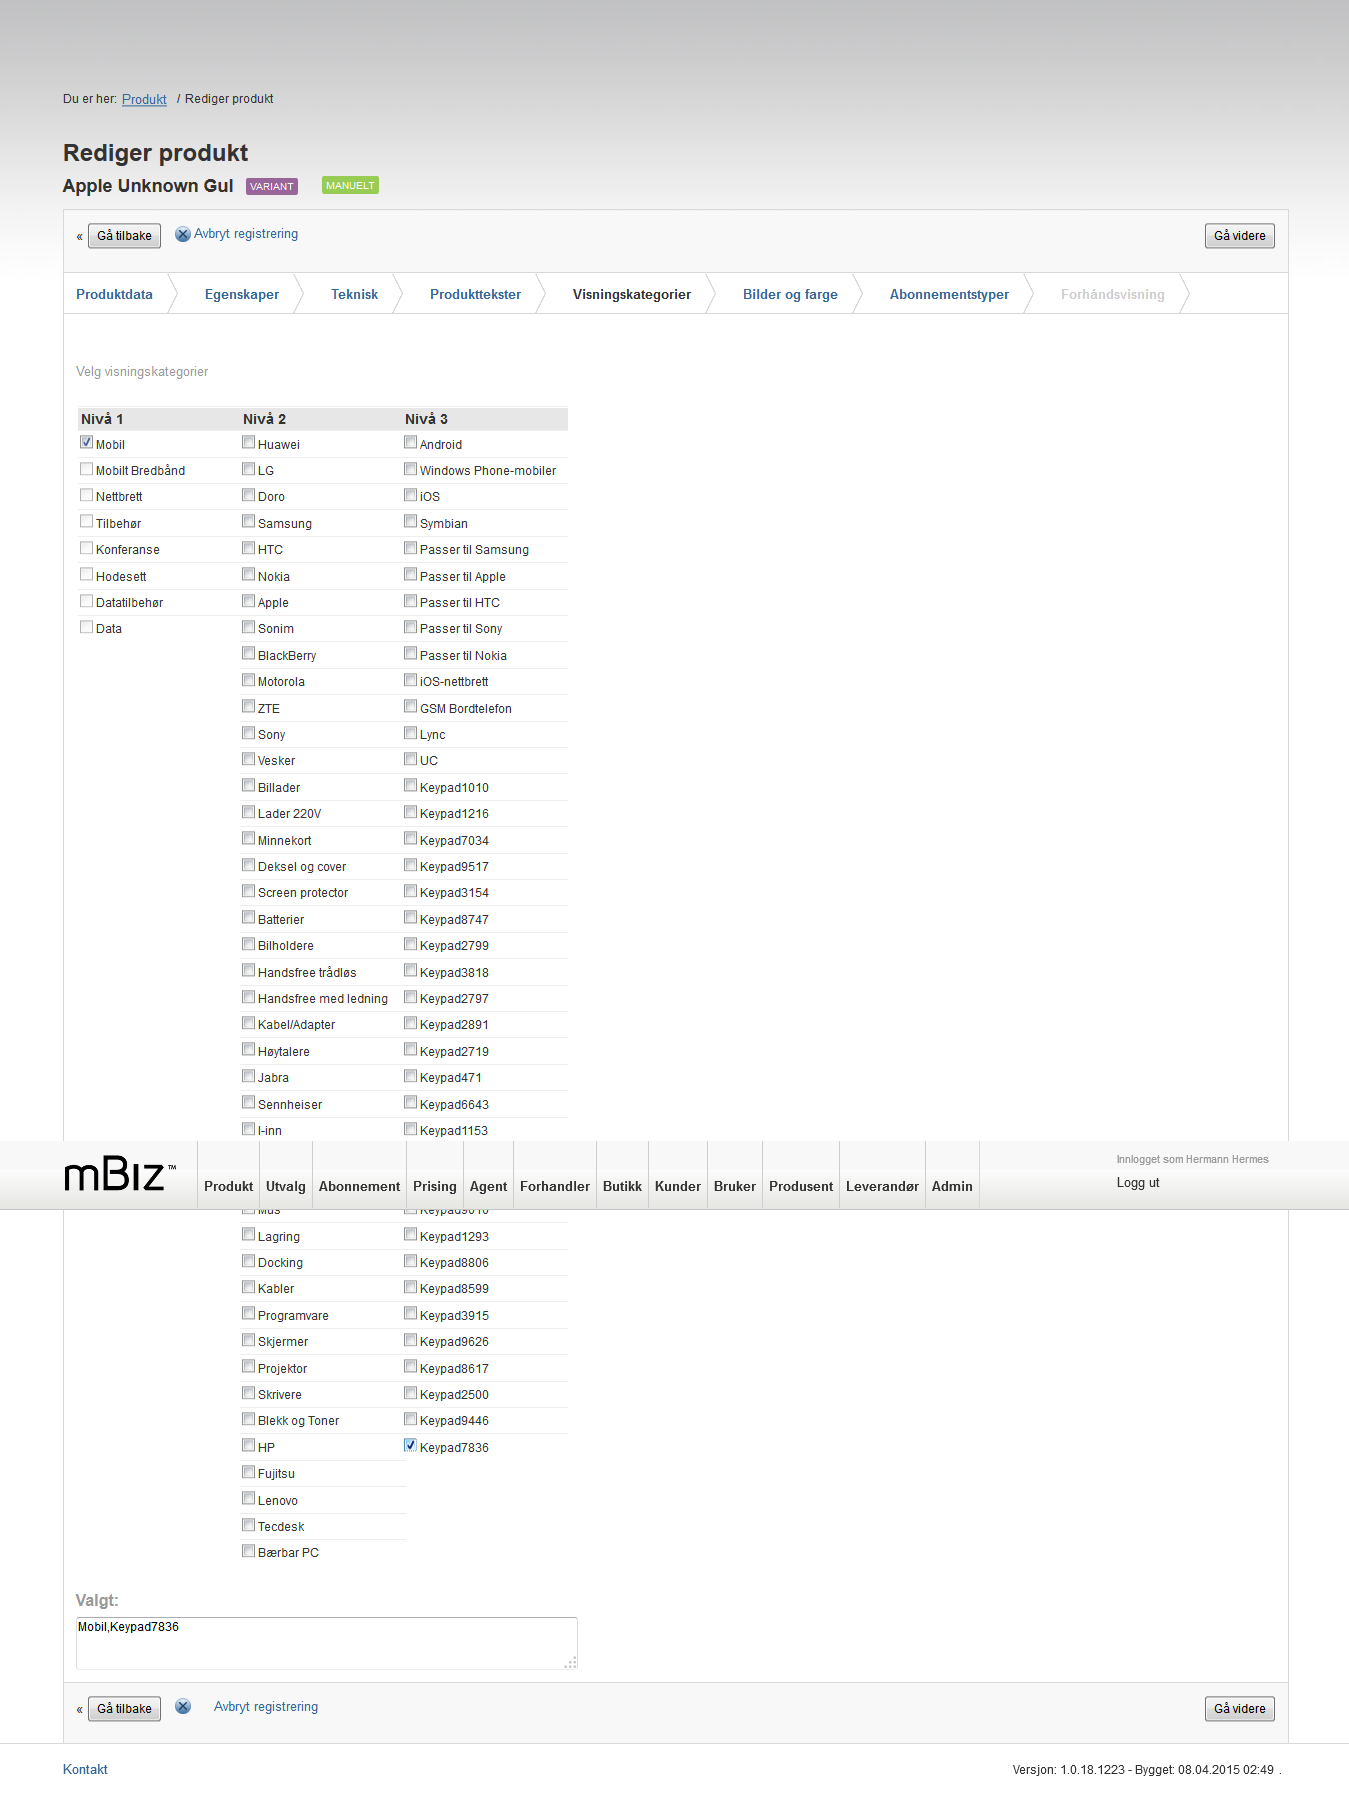 Du er her: Produkt / Rediger produkt
Rediger produkt
Apple Unknown Gul VARIANT MANUELT
« Gå tilbake Avbryt registrering Gå videre
Produktdata Egenskaper Teknisk Produkttekster Visningskategorier Bilder og farge Abonnementstyper Forhåndsvisning
Velg visningskategorier
Nivå 1 Nivå 2 Nivå 3
Mobil Huawei Android
Mobilt Bredbånd LG Windows Phone-mobiler
Nettbrett Doro iOS
Tilbehør Samsung Symbian
Konferanse HTC Passer til Samsung
Hodesett Nokia Passer til Apple
Datatilbehør Apple Passer til HTC
Data Sonim Passer til Sony
BlackBerry Passer til Nokia
Motorola iOS-nettbrett
ZTE GSM Bordtelefon
Sony Lync
Vesker UC
Billader Keypad1010
Lader 220V Keypad1216
Minnekort Keypad7034
Deksel og cover Keypad9517
Screen protector Keypad3154
Batterier Keypad8747
Bilholdere Keypad2799
Handsfree trådløs Keypad3818
Handsfree med ledning Keypad2797
Kabel/Adapter Keypad2891
Høytalere Keypad2719
Jabra Keypad471
Sennheiser Keypad6643
I-inn Keypad1153
mBiz™ Produkt Utvalg Abonnement Prising Agent Forhandler Butikk Kunder Bruker Produsent Leverandør Admin
Innlogget som Hermann Hermes
Logg ut
Mus Keypad9010
Lagring Keypad1293
Docking Keypad8806
Kabler Keypad8599
Programvare Keypad3915
Skjermer Keypad9626
Projektor Keypad8617
Skrivere Keypad2500
Blekk og Toner Keypad9446
HP Keypad7836
Fujitsu
Lenovo
Tecdesk
Bærbar PC
Valgt:
Mobil,Keypad7836
« Gå tilbake Avbryt registrering Gå videre
Kontakt Versjon: 1.0.18.1223 - Bygget: 08.04.2015 02:49 .